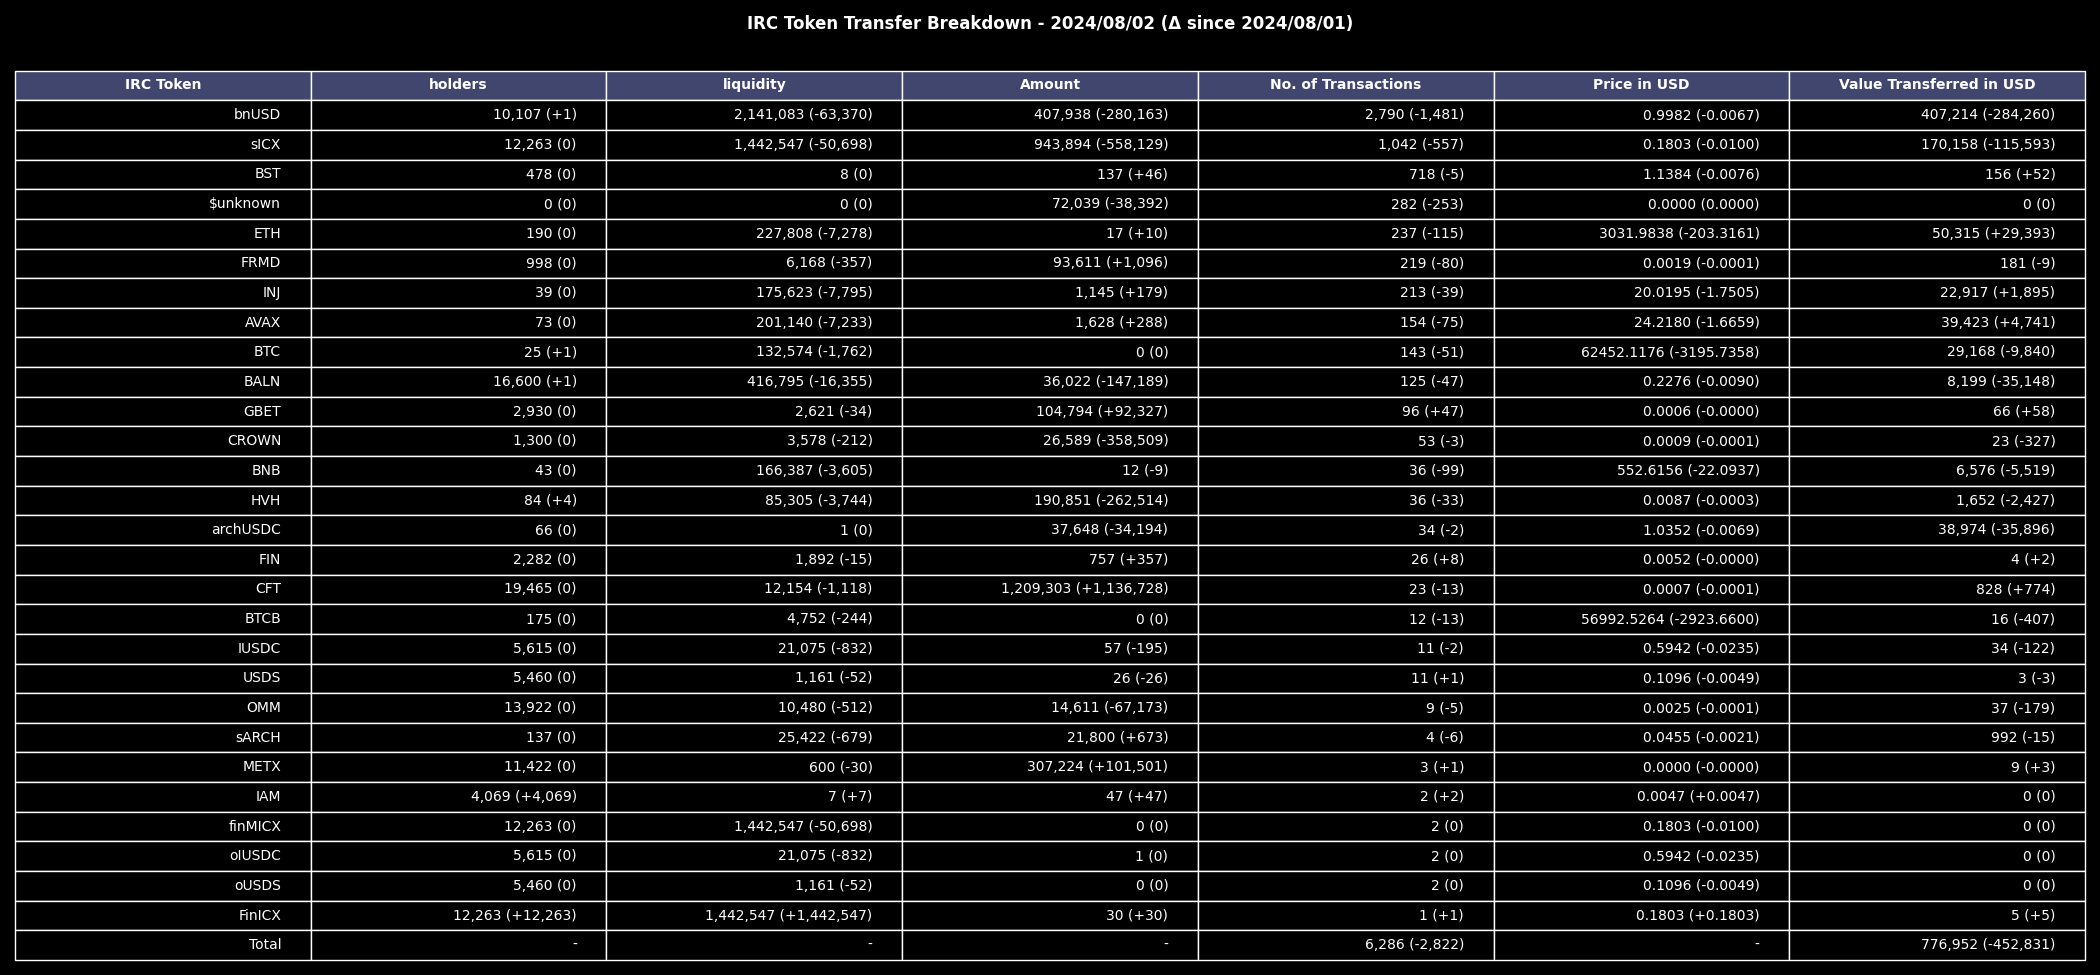 IRC Token Transfer Breakdown - 2024/08/02 (Δ since 2024/08/01)
IRC Token holders liquidity Amount No. of Transactions Price in USD Value Transferred in USD
bnUSD 10,107 (+1) 2,141,083 (-63,370) 407,938 (-280,163) 2,790 (-1,481) 0.9982 (-0.0067) 407,214 (-284,260)
sICX 12,263 (0) 1,442,547 (-50,698) 943,894 (-558,129) 1,042 (-557) 0.1803 (-0.0100) 170,158 (-115,593)
BST 478 (0) 8 (0) 137 (+46) 718 (-5) 1.1384 (-0.0076) 156 (+52)
$unknown 0 (0) 0 (0) 72,039 (-38,392) 282 (-253) 0.0000 (0.0000) 0 (0)
ETH 190 (0) 227,808 (-7,278) 17 (+10) 237 (-115) 3031.9838 (-203.3161) 50,315 (+29,393)
FRMD 998 (0) 6,168 (-357) 93,611 (+1,096) 219 (-80) 0.0019 (-0.0001) 181 (-9)
INJ 39 (0) 175,623 (-7,795) 1,145 (+179) 213 (-39) 20.0195 (-1.7505) 22,917 (+1,895)
AVAX 73 (0) 201,140 (-7,233) 1,628 (+288) 154 (-75) 24.2180 (-1.6659) 39,423 (+4,741)
BTC 25 (+1) 132,574 (-1,762) 0 (0) 143 (-51) 62452.1176 (-3195.7358) 29,168 (-9,840)
BALN 16,600 (+1) 416,795 (-16,355) 36,022 (-147,189) 125 (-47) 0.2276 (-0.0090) 8,199 (-35,148)
GBET 2,930 (0) 2,621 (-34) 104,794 (+92,327) 96 (+47) 0.0006 (-0.0000) 66 (+58)
CROWN 1,300 (0) 3,578 (-212) 26,589 (-358,509) 53 (-3) 0.0009 (-0.0001) 23 (-327)
BNB 43 (0) 166,387 (-3,605) 12 (-9) 36 (-99) 552.6156 (-22.0937) 6,576 (-5,519)
HVH 84 (+4) 85,305 (-3,744) 190,851 (-262,514) 36 (-33) 0.0087 (-0.0003) 1,652 (-2,427)
archUSDC 66 (0) 1 (0) 37,648 (-34,194) 34 (-2) 1.0352 (-0.0069) 38,974 (-35,896)
FIN 2,282 (0) 1,892 (-15) 757 (+357) 26 (+8) 0.0052 (-0.0000) 4 (+2)
CFT 19,465 (0) 12,154 (-1,118) 1,209,303 (+1,136,728) 23 (-13) 0.0007 (-0.0001) 828 (+774)
BTCB 175 (0) 4,752 (-244) 0 (0) 12 (-13) 56992.5264 (-2923.6600) 16 (-407)
IUSDC 5,615 (0) 21,075 (-832) 57 (-195) 11 (-2) 0.5942 (-0.0235) 34 (-122)
USDS 5,460 (0) 1,161 (-52) 26 (-26) 11 (+1) 0.1096 (-0.0049) 3 (-3)
OMM 13,922 (0) 10,480 (-512) 14,611 (-67,173) 9 (-5) 0.0025 (-0.0001) 37 (-179)
sARCH 137 (0) 25,422 (-679) 21,800 (+673) 4 (-6) 0.0455 (-0.0021) 992 (-15)
METX 11,422 (0) 600 (-30) 307,224 (+101,501) 3 (+1) 0.0000 (-0.0000) 9 (+3)
IAM 4,069 (+4,069) 7 (+7) 47 (+47) 2 (+2) 0.0047 (+0.0047) 0 (0)
finMICX 12,263 (0) 1,442,547 (-50,698) 0 (0) 2 (0) 0.1803 (-0.0100) 0 (0)
oIUSDC 5,615 (0) 21,075 (-832) 1 (0) 2 (0) 0.5942 (-0.0235) 0 (0)
oUSDS 5,460 (0) 1,161 (-52) 0 (0) 2 (0) 0.1096 (-0.0049) 0 (0)
FinICX 12,263 (+12,263) 1,442,547 (+1,442,547) 30 (+30) 1 (+1) 0.1803 (+0.1803) 5 (+5)
Total - - - 6,286 (-2,822) - 776,952 (-452,831)